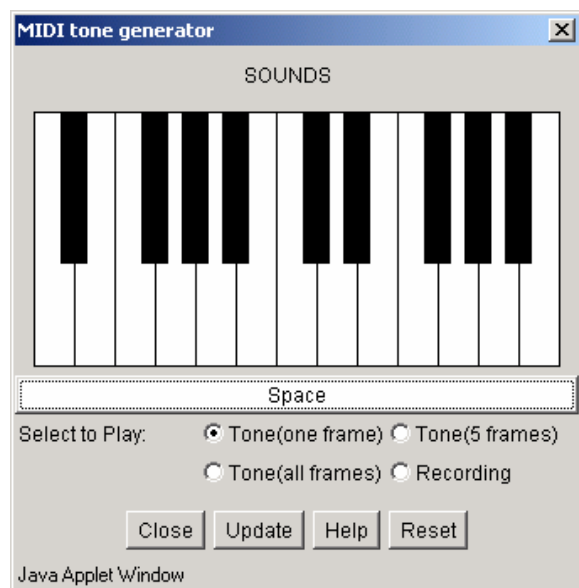 MIDI tone generator
SOUNDS
Space
Select to Play: Tone(one frame) Tone(5 frames)
Tone(all frames) Recording
Close Update Help Reset
Java Applet Window